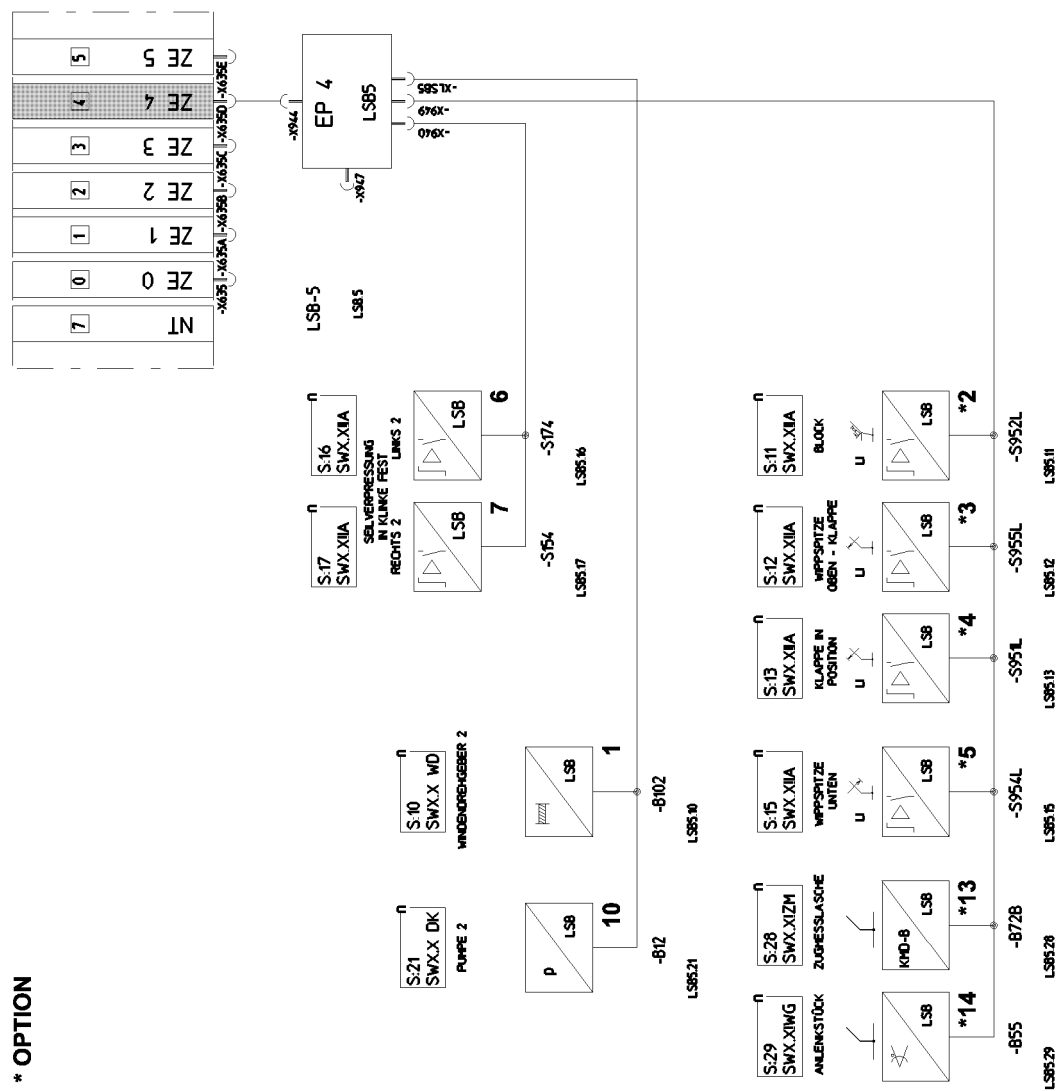 5 ZE 5
4 ZE 4
3 ZE 3
2 ZE 2
1 ZE 1
0 ZE 0
7 NT
-X635E
-X635D
-X635C
-X635B
-X635A
-X635
-X944
EP 4
LSB5
-XLSB5
-X949
-X940
-X947
LSB-5
LSB.5
n
S:16
SWX.XIIA
n
S:17
SWX.XIIA
SEILVERPRESSUNG
IN KLINKE FEST
RECHTS 2
LINKS 2
LSB
6
LSB
7
-S174
LSB5.16
-S154
LSB5.17
n
S:10
SWX.X WD
WINDENDREHGEBER 2
LSB
1
-B102
LSB5.10
n
S:21
SWX.X DK
PUMPE 2
p
LSB
10
-B12
LSB5.21
n
S:11
SWX.XIIA
BLOCK
u
LSB
*2
-S952L
LSB5.11
n
S:12
SWX.XIIA
WIPPSPITZE
OBEN - KLAPPE
u
LSB
*3
-S955L
LSB5.12
n
S:13
SWX.XIIA
KLAPPE IN
POSITION
u
LSB
*4
-S951L
LSB5.13
n
S:15
SWX.XIIA
WIPPSPITZE
UNTEN
u
LSB
*5
-S954L
LSB5.15
n
S:28
SWX.XIZM
ZUGMESSLASCHE
KMD-B
LSB
*13
-B72B
LSB5.28
n
S:29
SWX.XIWG
ANLENKSTÜCK
LSB
*14
-B55
LSB5.29
* OPTION